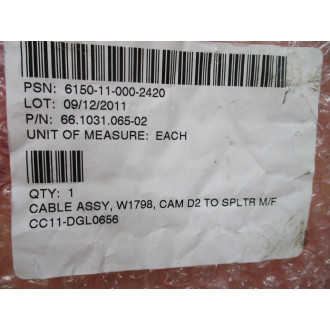 PSN: 6150-11-000-2420
LOT: 09/12/2011
P/N: 66.1031.065-02
UNIT OF MEASURE: EACH
QTY: 1
CABLE ASSY, W1798, CAM D2 TO SPLTR M/F
CC11-DGL0656